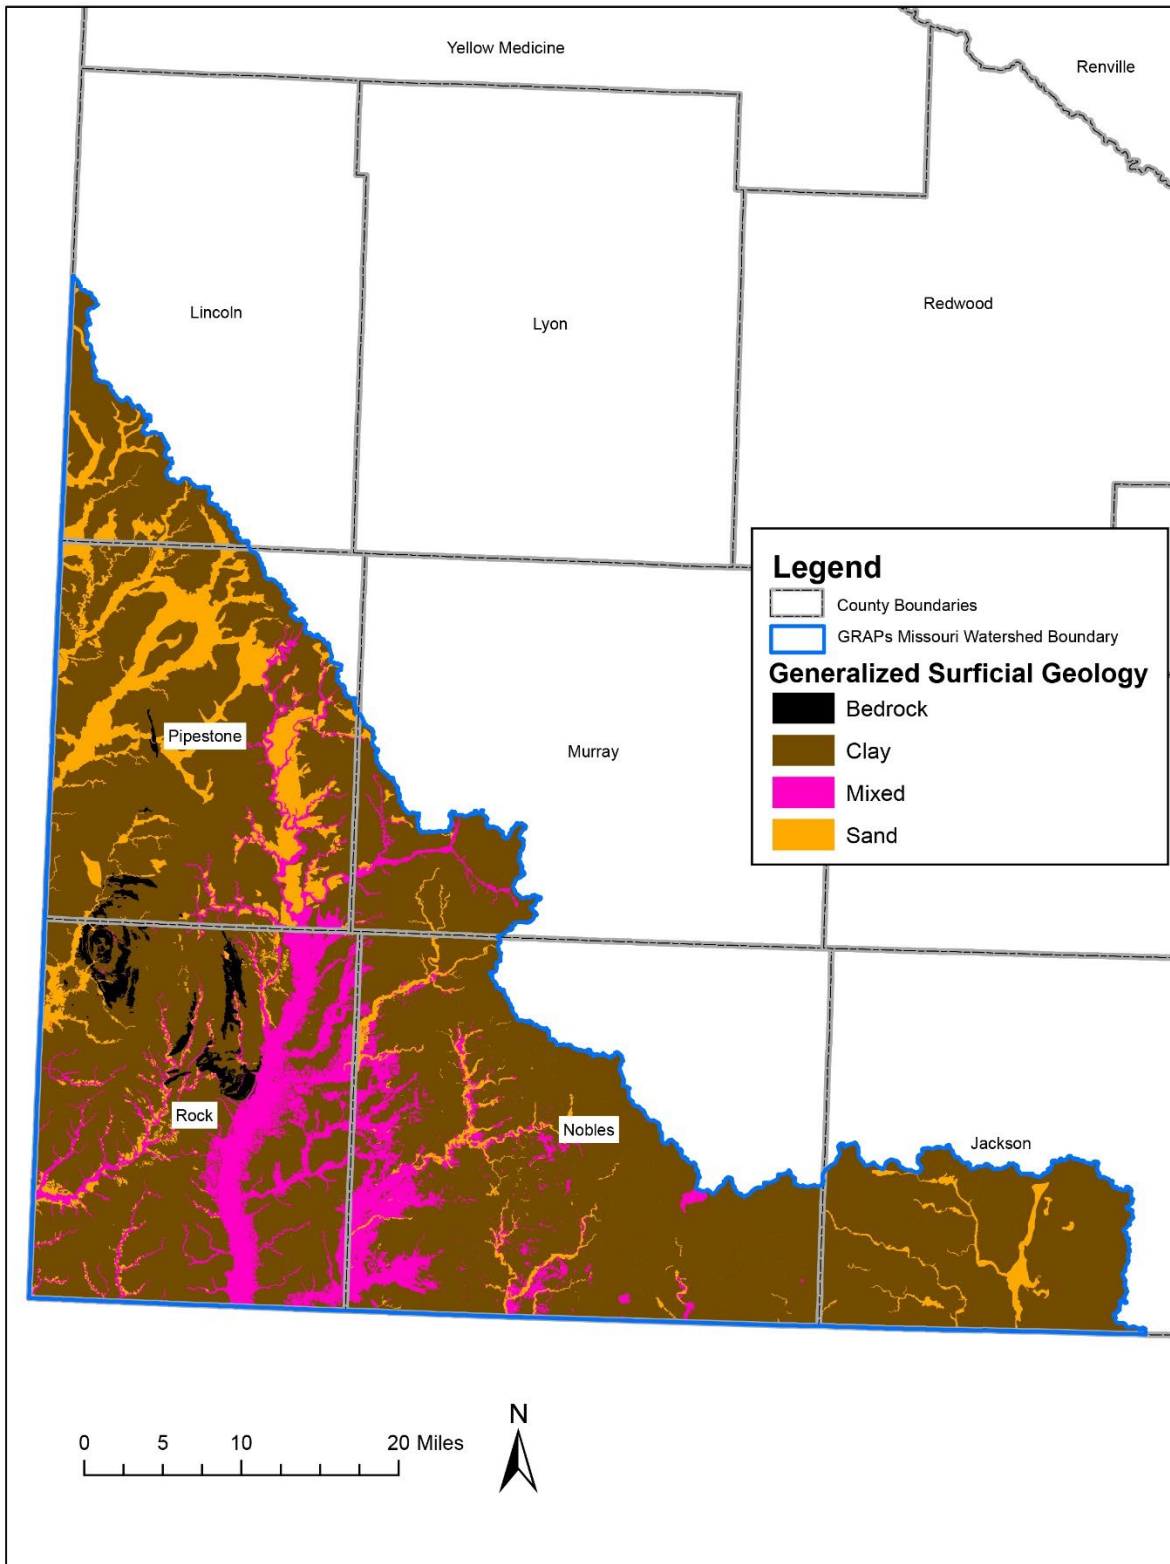 Yellow Medicine
Renville
Lincoln
Lyon
Redwood
Legend
County Boundaries
GRAPs Missouri Watershed Boundary
Generalized Surficial Geology
Bedrock
Clay
Mixed
Sand
Pipestone
Murray
Rock
Nobles
Jackson
N
0 5 10 20 Miles